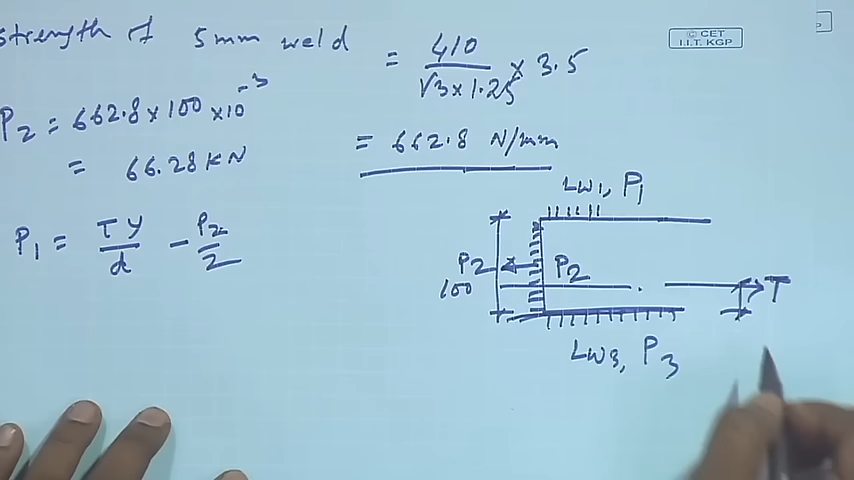 strength of 5mm weld
= 410 / √3 x 1.25 x 3.5
= 662.8 N/mm
P2 = 662.8 x 100 x 10^-3
= 66.28 KN
P1 = Ty / d - P2 / 2
Lw1, P1
P2
P2
100
T
Lw3, P3
© CET
I.I.T. KGP